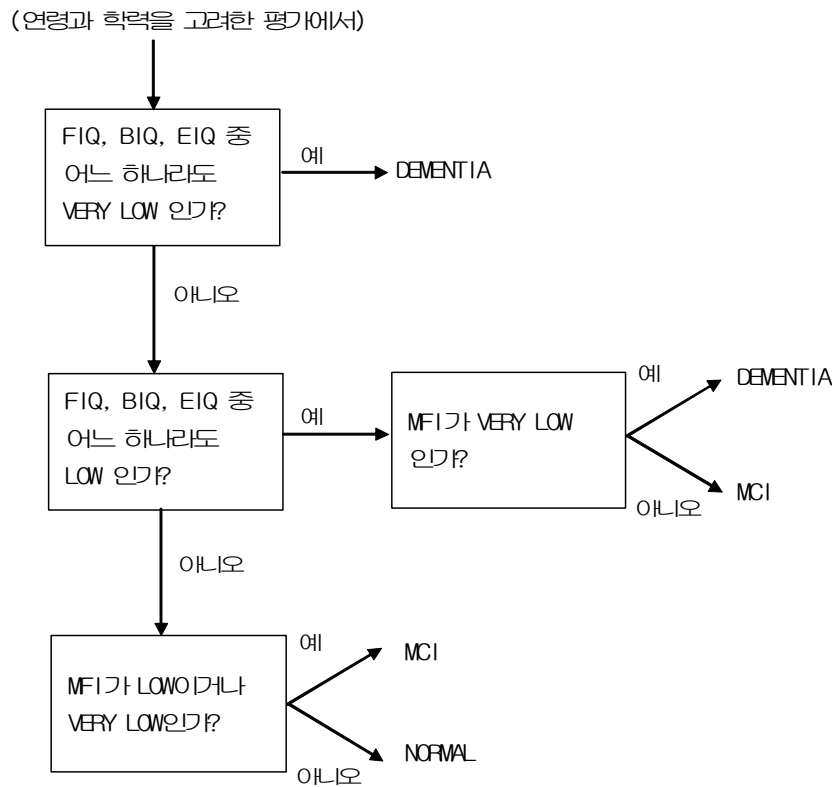 (연령과 학력을 고려한 평가에서)
FIQ, BIQ, EIQ 중
어느 하나라도
VERY LOW 인가?
예
DEMENTIA
아니오
FIQ, BIQ, EIQ 중
어느 하나라도
LOW 인가?
예
MFI가 VERY LOW
인가?
예
DEMENTIA
아니오
MCI
아니오
MFI가 LOW이거나
VERY LOW인가?
예
MCI
아니오
NORMAL